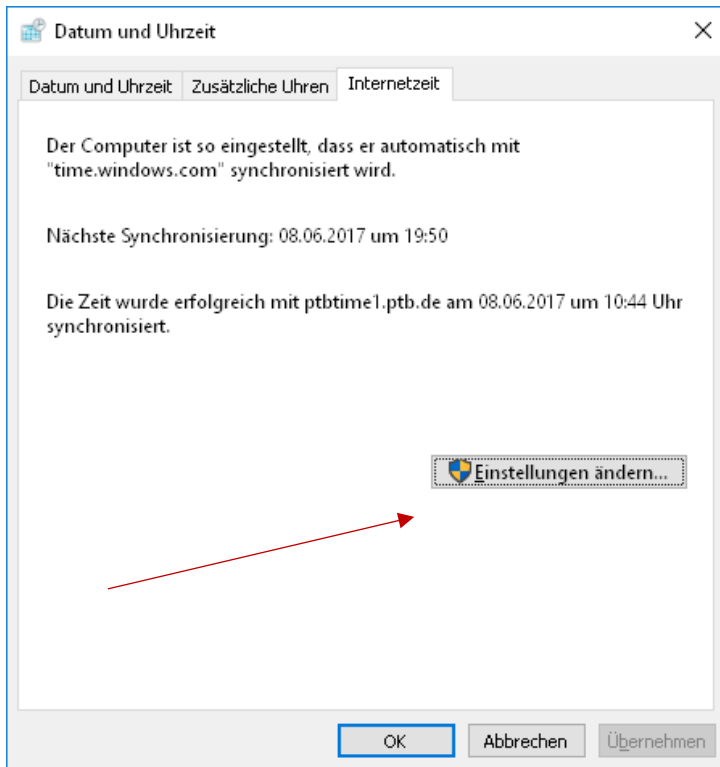 Datum und Uhrzeit
Datum und Uhrzeit Zusätzliche Uhren Internetzeit
Der Computer ist so eingestellt, dass er automatisch mit
"time.windows.com" synchronisiert wird.
Nächste Synchronisierung: 08.06.2017 um 19:50
Die Zeit wurde erfolgreich mit ptbtime1.ptb.de am 08.06.2017 um 10:44 Uhr
synchronisiert.
Einstellungen ändern...
OK Abbrechen Übernehmen